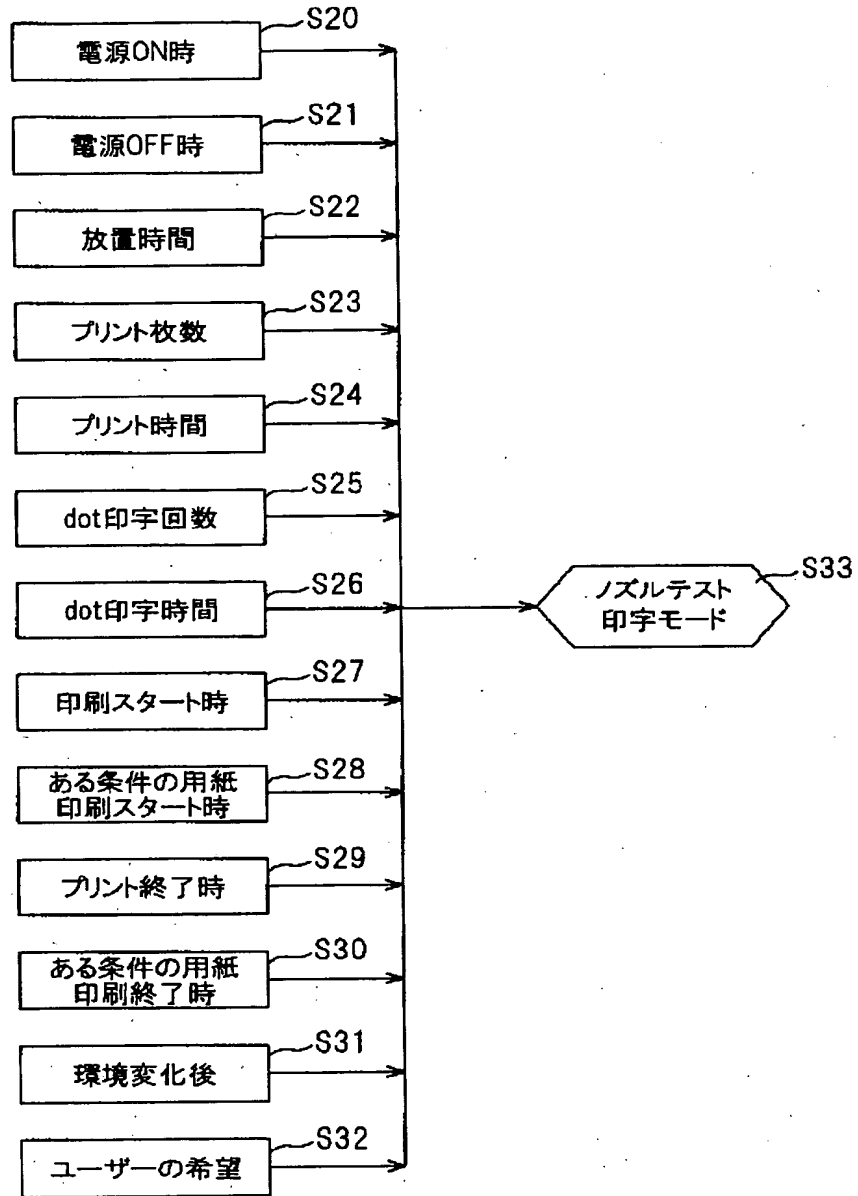 S20
電源ON時
S21
電源OFF時
S22
放置時間
S23
プリント枚数
S24
プリント時間
S25
dot印字回数
S26
dot印字時間
S33
ノズルテスト
印字モード
S27
印刷スタート時
S28
ある条件の用紙
印刷スタート時
S29
プリント終了時
S30
ある条件の用紙
印刷終了時
S31
環境変化後
S32
ユーザーの希望